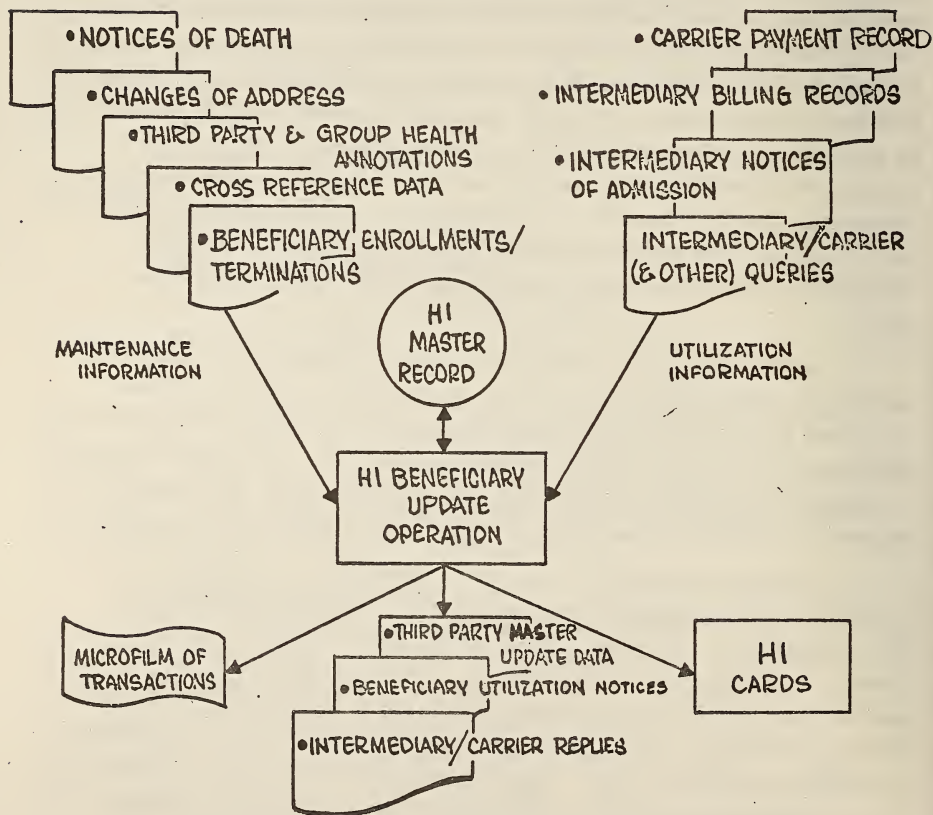 • NOTICES OF DEATH
• CHANGES OF ADDRESS
• THIRD PARTY & GROUP HEALTH
ANNOTATIONS
• CROSS REFERENCE DATA
• BENEFICIARY ENROLLMENTS/
TERMINATIONS
• CARRIER PAYMENT RECORD
• INTERMEDIARY BILLING RECORDS
• INTERMEDIARY NOTICES
OF ADMISSION
INTERMEDIARY/CARRIER
(& OTHER) QUERIES
MAINTENANCE
INFORMATION
HI
MASTER
RECORD
UTILIZATION
INFORMATION
HI BENEFICIARY
UPDATE
OPERATION
MICROFILM OF
TRANSACTIONS
• THIRD PARTY MASTER
UPDATE DATA
• BENEFICIARY UTILIZATION NOTICES
• INTERMEDIARY/CARRIER REPLIES
HI
CARDS